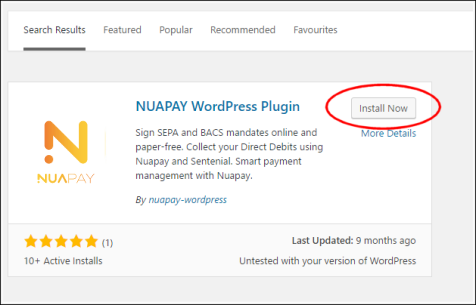 Search Results Featured Popular Recommended Favourites
NUAPAY WordPress Plugin
Install Now
More Details
Sign SEPA and BACS mandates online and
paper-free. Collect your Direct Debits using
Nuapay and Sentenial. Smart payment
management with Nuapay.
By nuapay-wordpress
NUAPAY
(1)
Last Updated: 9 months ago
10+ Active Installs
Untested with your version of WordPress